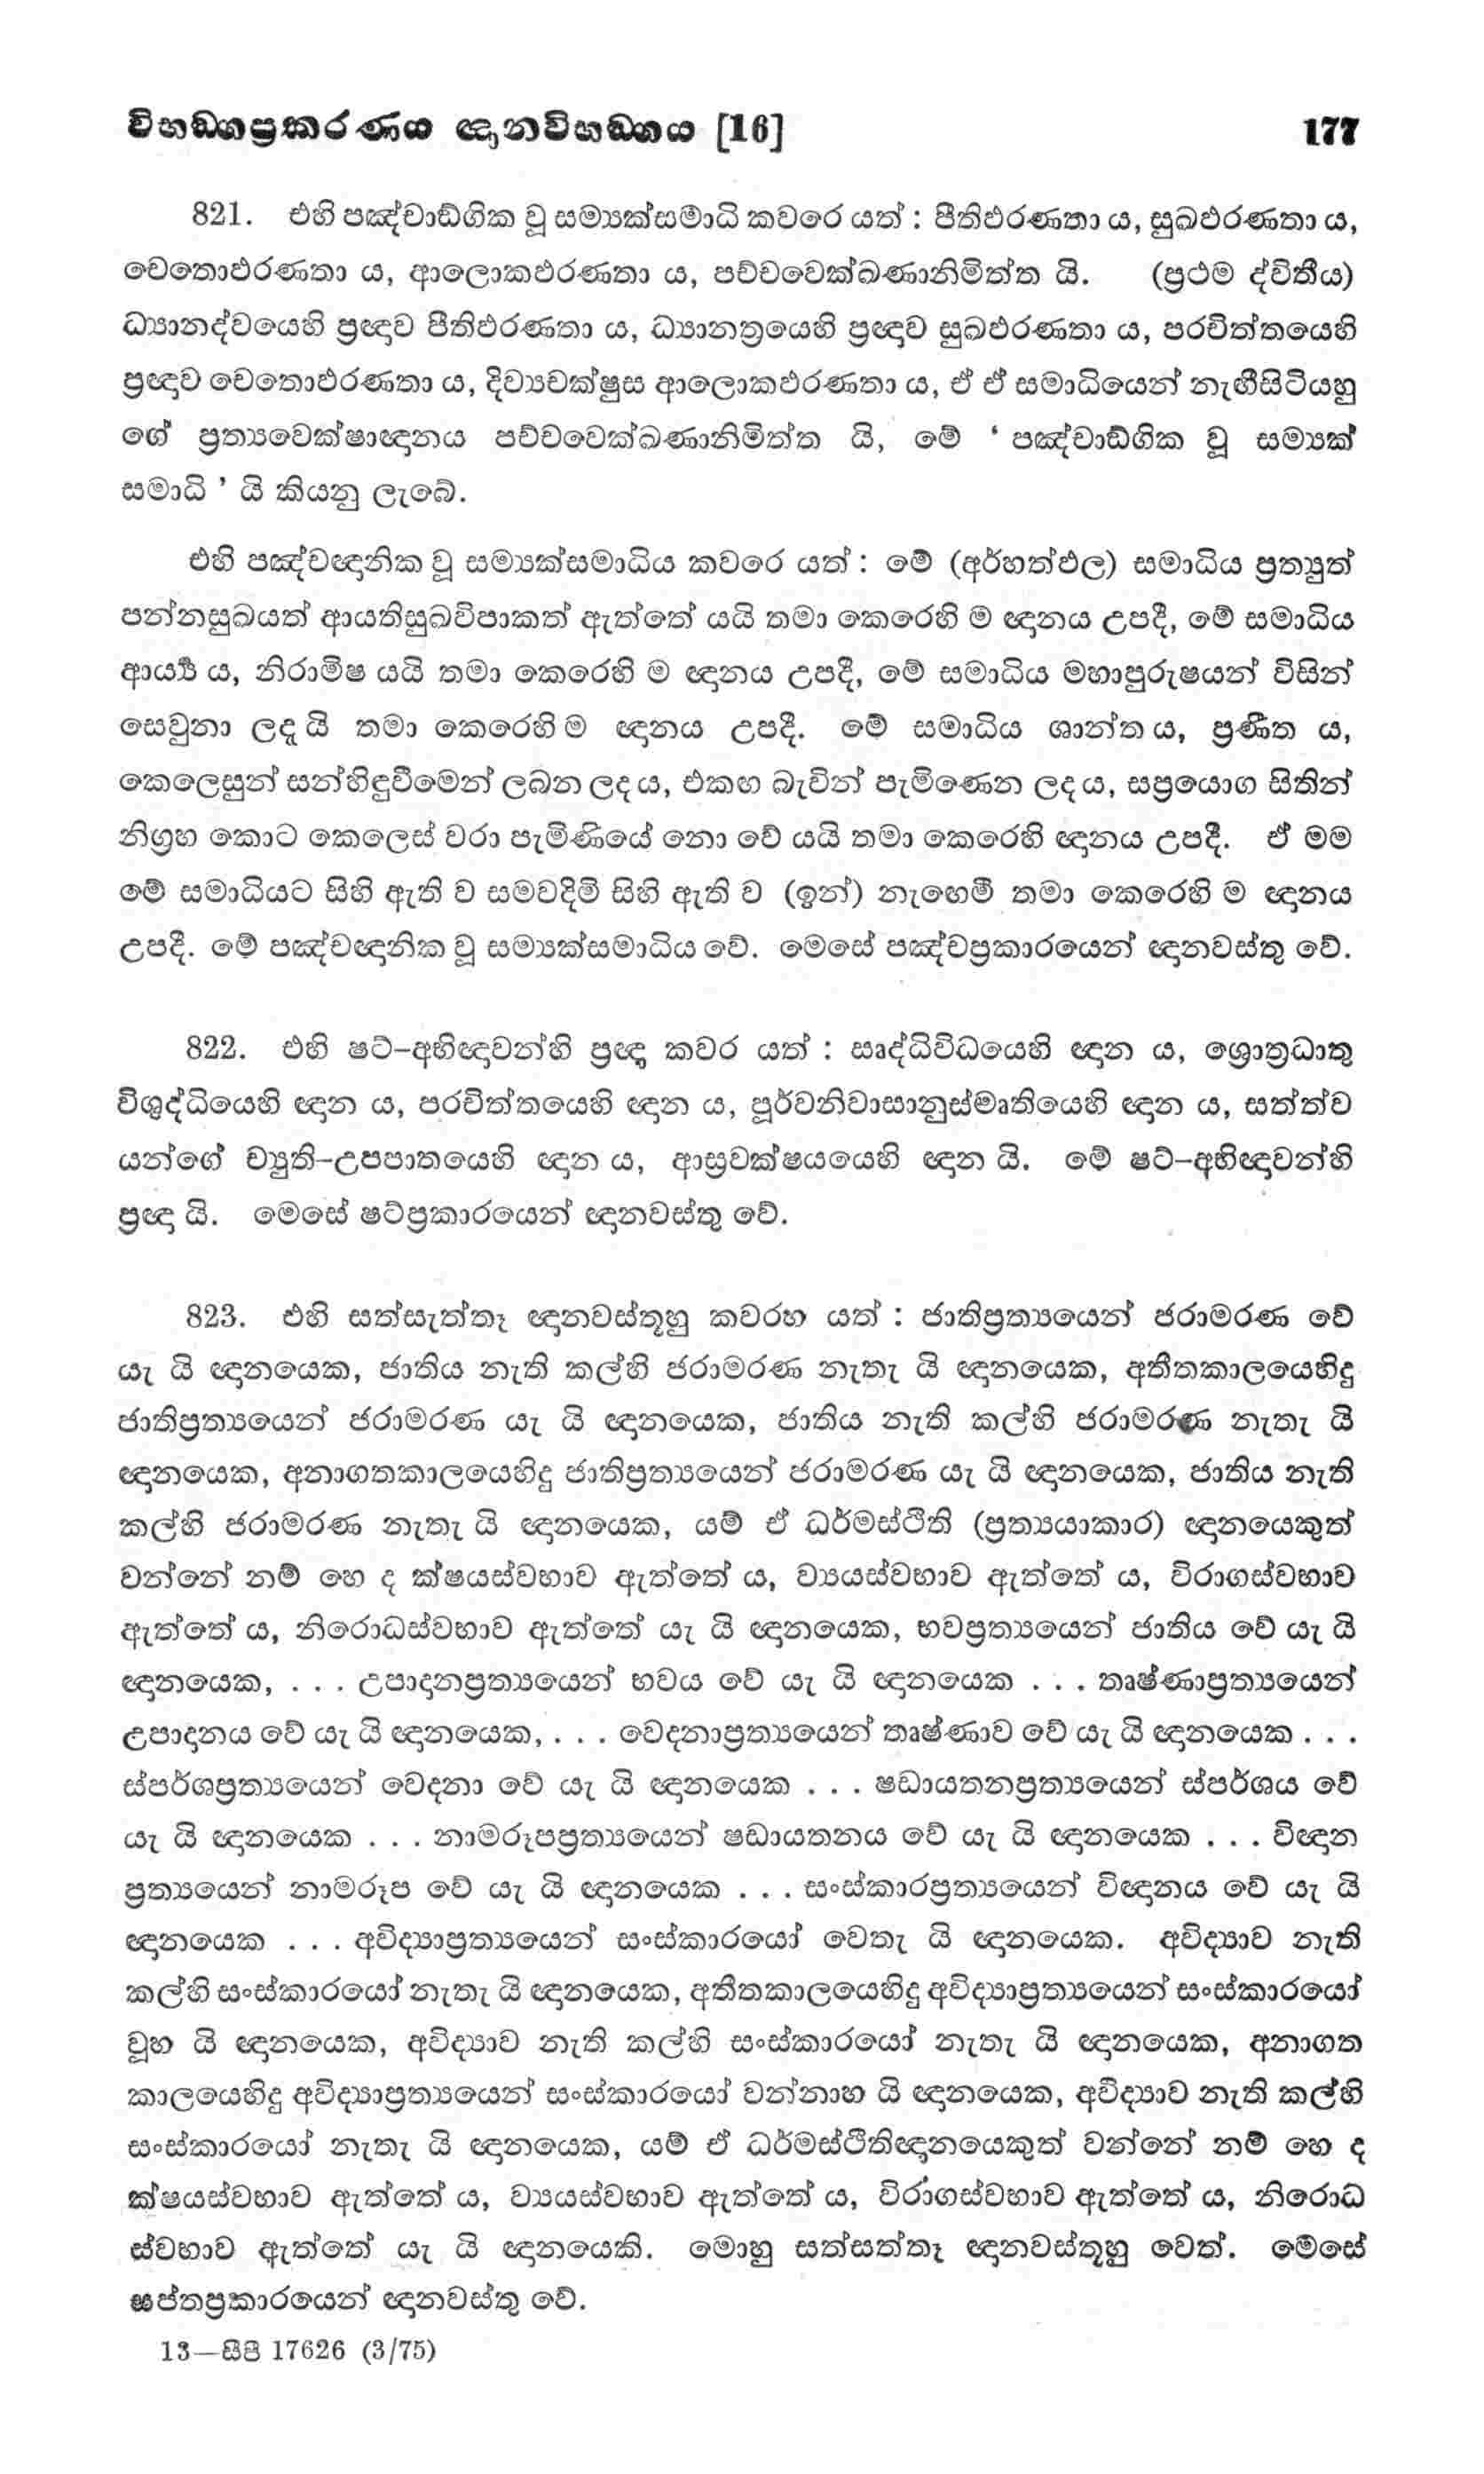 විභඞ්ගප්‍රකරණය ඥානවිභඞ්ගය [16] 177
821. එහි පඤ්චාඞ්ගික වූ සම්‍යක්සමාධි කවරෙ යත් : පීතිඵරණතා ය, සුඛඵරණතා ය,
චෙතොඵරණතා ය, ආලොකඵරණතා ය, පච්චවෙක්ඛණානිමිත්ත යි. (ප්‍රථම ද්විතීය)
ධ්‍යානද්වයෙහි ප්‍රඥාව පීතිඵරණතා ය, ධ්‍යානත්‍රයෙහි ප්‍රඥාව සුඛඵරණතා ය, පරචිත්තයෙහි
ප්‍රඥාව චෙතොඵරණතා ය, දිව්‍යචක්ෂුස ආලොකඵරණතා ය, ඒ ඒ සමාධියෙන් නැඟීසිටියහු
ගේ ප්‍රත්‍යවෙක්ෂාඥානය පච්චවෙක්ඛණානිමිත්ත යි, මේ ‘ පඤ්චාඞ්ගික වූ සම්‍යක්
සමාධි ’ යි කියනු ලැබේ.
එහි පඤ්චඥානික වූ සම්‍යක්සමාධිය කවරෙ යත් : මේ (අර්හත්ඵල) සමාධිය ප්‍රත්‍යුත්
පන්නසුඛයත් ආයතිසුඛවිපාකත් ඇත්තේ යයි තමා කෙරෙහි ම ඥානය උපදී, මේ සමාධිය
ආර්‍ය්‍ය ය, නිරාමිෂ යයි තමා කෙරෙහි ම ඥානය උපදී, මේ සමාධිය මහාපුරුෂයන් විසින්
සෙවුනා ලදැ යි තමා කෙරෙහි ම ඥානය උපදී. මේ සමාධිය ශාන්ත ය, ප්‍රණීත ය,
කෙලෙසුන් සන්හිඳුවීමෙන් ලබන ලද ය, එකඟ බැවින් පැමිණෙන ලද ය, සප්‍රයොග සිතින්
නිග්‍රහ කොට කෙලෙස් වරා පැමිණියේ නො වේ යයි තමා කෙරෙහි ඥානය උපදී. ඒ මම
මේ සමාධියට සිහි ඇති ව සමවදිමි සිහි ඇති ව (ඉන්) නැඟෙමී තමා කෙරෙහි ම ඥානය
උපදී. මේ පඤ්චඥානික වූ සම්‍යක්සමාධිය වේ. මෙසේ පඤ්චප්‍රකාරයෙන් ඥානවස්තු වේ.
822. එහි ෂට්–අභිඥාවන්හි ප්‍රඥා කවර යත් : සෘද්ධිවිධයෙහි ඥාන ය, ශ්‍රොත්‍රධාතු
විශුද්ධියෙහි ඥාන ය, පරචිත්තයෙහි ඥාන ය, පූර්වනිවාසානුස්මෘතියෙහි ඥාන ය, සත්ත්ව
යන්ගේ ච්‍යුති–උපපාතයෙහි ඥාන ය, ආස්‍රවක්ෂයයෙහි ඥාන යි. මේ ෂට්–අභිඥාවන්හි
ප්‍රඥා යි. මෙසේ ෂට්ප්‍රකාරයෙන් ඥානවස්තු වේ.
823. එහි සත්සැත්තෑ ඥානවස්තූහු කවරහ යත් : ජාතිප්‍රත්‍යයෙන් ජරාමරණ වේ
යැ යි ඥානයෙක, ජාතිය නැති කල්හි ජරාමරණ නැතැ යි ඥානයෙක, අතීතකාලයෙහිදු
ජාතිප්‍රත්‍යයෙන් ජරාමරණ යැ යි ඥානයෙක, ජාතිය නැති කල්හි ජරාමරණ නැතැ යි
ඥානයෙක, අනාගතකාලයෙහිදු ජාතිප්‍රත්‍යයෙන් ජරාමරණ යැ යි ඥානයෙක, ජාතිය නැති
කල්හි ජරාමරණ නැතැ යි ඥානයෙක, යම් ඒ ධර්මස්ථිති (ප්‍රත්‍යයාකාර) ඥානයෙකුත්
වන්නේ නම් හෙ ද ක්ෂයස්වභාව ඇත්තේ ය, ව්‍යයස්වභාව ඇත්තේ ය, විරාගස්වභාව
ඇත්තේ ය, නිරොධස්වභාව ඇත්තේ යැ යි ඥානයෙක, භවප්‍රත්‍යයෙන් ජාතිය වේ යැ යි
ඥානයෙක, . . . උපාදානප්‍රත්‍යයෙන් භවය වේ යැ යි ඥානයෙක . . . තෘෂ්ණාප්‍රත්‍යයෙන්
උපාදානය වේ යැ යි ඥානයෙක, . . . වෙදනාප්‍රත්‍යයෙන් තෘෂ්ණාව වේ යැ යි ඥානයෙක . . .
ස්පර්ශප්‍රත්‍යයෙන් වෙදනා වේ යැ යි ඥානයෙක . . . ෂඩායතනප්‍රත්‍යයෙන් ස්පර්ශය වේ
යැ යි ඥානයෙක . . . නාමරූපප්‍රත්‍යයෙන් ෂඩායතනය වේ යැ යි ඥානයෙක . . . විඥාන
ප්‍රත්‍යයෙන් නාමරූප වේ යැ යි ඥානයෙක . . . සංස්කාරප්‍රත්‍යයෙන් විඥානය වේ යැ යි
ඥානයෙක . . . අවිද්‍යාප්‍රත්‍යයෙන් සංස්කාරයෝ වෙතැ යි ඥානයෙක. අවිද්‍යාව නැති
කල්හි සංස්කාරයෝ නැතැ යි ඥානයෙක, අතීතකාලයෙහිදු අවිද්‍යාප්‍රත්‍යයෙන් සංස්කාරයෝ
වූහ යි ඥානයෙක, අවිද්‍යාව නැති කල්හි සංස්කාරයෝ නැතැ යි ඥානයෙක, අනාගත
කාලයෙහිදු අවිද්‍යාප්‍රත්‍යයෙන් සංස්කාරයෝ වන්නාහ යි ඥානයෙක, අවිද්‍යාව නැති කල්හි
සංස්කාරයෝ නැතැ යි ඥානයෙක, යම් ඒ ධර්මස්ථිතිඥානයෙකුත් වන්නේ නම් හෙ ද
ක්ෂයස්වභාව ඇත්තේ ය, ව්‍යයස්වභාව ඇත්තේ ය, විරාගස්වභාව ඇත්තේ ය, නිරොධ
ස්වභාව ඇත්තේ යැ යි ඥානයෙකි. මොහු සත්සත්තෑ ඥානවස්තූහු වෙත්. මෙසේ
සප්තප්‍රකාරයෙන් ඥානවස්තු වේ.
13—සීපී 17626 (3/75)